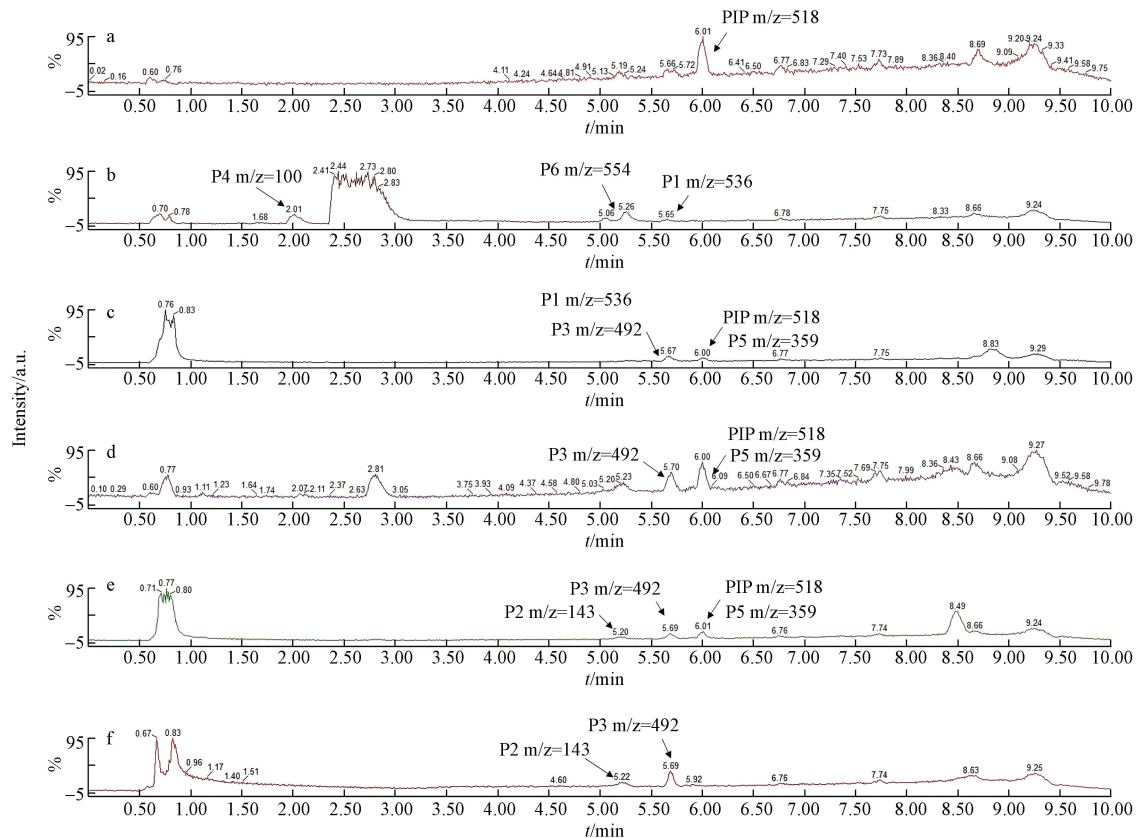 Intensity/a.u.
a
PIP m/z=518
95
%
−5
0.02 0.16 0.60 0.76 4.11 4.24 4.64 4.81 4.91 5.13 5.19 5.24 5.66 5.72 6.01 6.41 6.50 6.77 6.83 7.29 7.40 7.53 7.73 7.89 8.36 8.40 8.69 9.09 9.20 9.24 9.33 9.41 9.58 9.75
0.50 1.00 1.50 2.00 2.50 3.00 3.50 4.00 4.50 5.00 5.50 6.00 6.50 7.00 7.50 8.00 8.50 9.00 9.50 10.00
t/min
b
P4 m/z=100
P6 m/z=554
P1 m/z=536
95
%
−5
0.70 0.78 1.68 2.01 2.41 2.44 2.73 2.80 2.83 5.06 5.26 5.65 6.78 7.75 8.33 8.66 9.24
0.50 1.00 1.50 2.00 2.50 3.00 3.50 4.00 4.50 5.00 5.50 6.00 6.50 7.00 7.50 8.00 8.50 9.00 9.50 10.00
t/min
c
P1 m/z=536
P3 m/z=492
PIP m/z=518
P5 m/z=359
95
%
−5
0.76 0.83 5.67 6.00 6.77 7.75 8.83 9.29
0.50 1.00 1.50 2.00 2.50 3.00 3.50 4.00 4.50 5.00 5.50 6.00 6.50 7.00 7.50 8.00 8.50 9.00 9.50 10.00
t/min
d
P3 m/z=492
PIP m/z=518
P5 m/z=359
95
%
−5
0.10 0.29 0.60 0.77 0.93 1.11 1.23 1.64 1.74 2.07 2.11 2.37 2.63 2.81 3.05 3.75 3.93 4.09 4.37 4.58 4.80 5.03 5.20 5.23 5.70 6.00 6.09 6.50 6.67 6.77 6.84 7.35 7.52 7.69 7.75 7.99 8.36 8.43 8.66 9.08 9.27 9.52 9.58 9.78
0.50 1.00 1.50 2.00 2.50 3.00 3.50 4.00 4.50 5.00 5.50 6.00 6.50 7.00 7.50 8.00 8.50 9.00 9.50 10.00
t/min
e
P2 m/z=143
P3 m/z=492
PIP m/z=518
P5 m/z=359
95
%
−5
0.71 0.77 0.80 5.20 5.69 6.01 6.76 7.74 8.49 8.66 9.24
0.50 1.00 1.50 2.00 2.50 3.00 3.50 4.00 4.50 5.00 5.50 6.00 6.50 7.00 7.50 8.00 8.50 9.00 9.50 10.00
t/min
f
P2 m/z=143
P3 m/z=492
95
%
−5
0.67 0.83 0.96 1.17 1.40 1.51 4.60 5.22 5.69 5.92 6.76 7.74 8.63 9.25
0.50 1.00 1.50 2.00 2.50 3.00 3.50 4.00 4.50 5.00 5.50 6.00 6.50 7.00 7.50 8.00 8.50 9.00 9.50 10.00
t/min